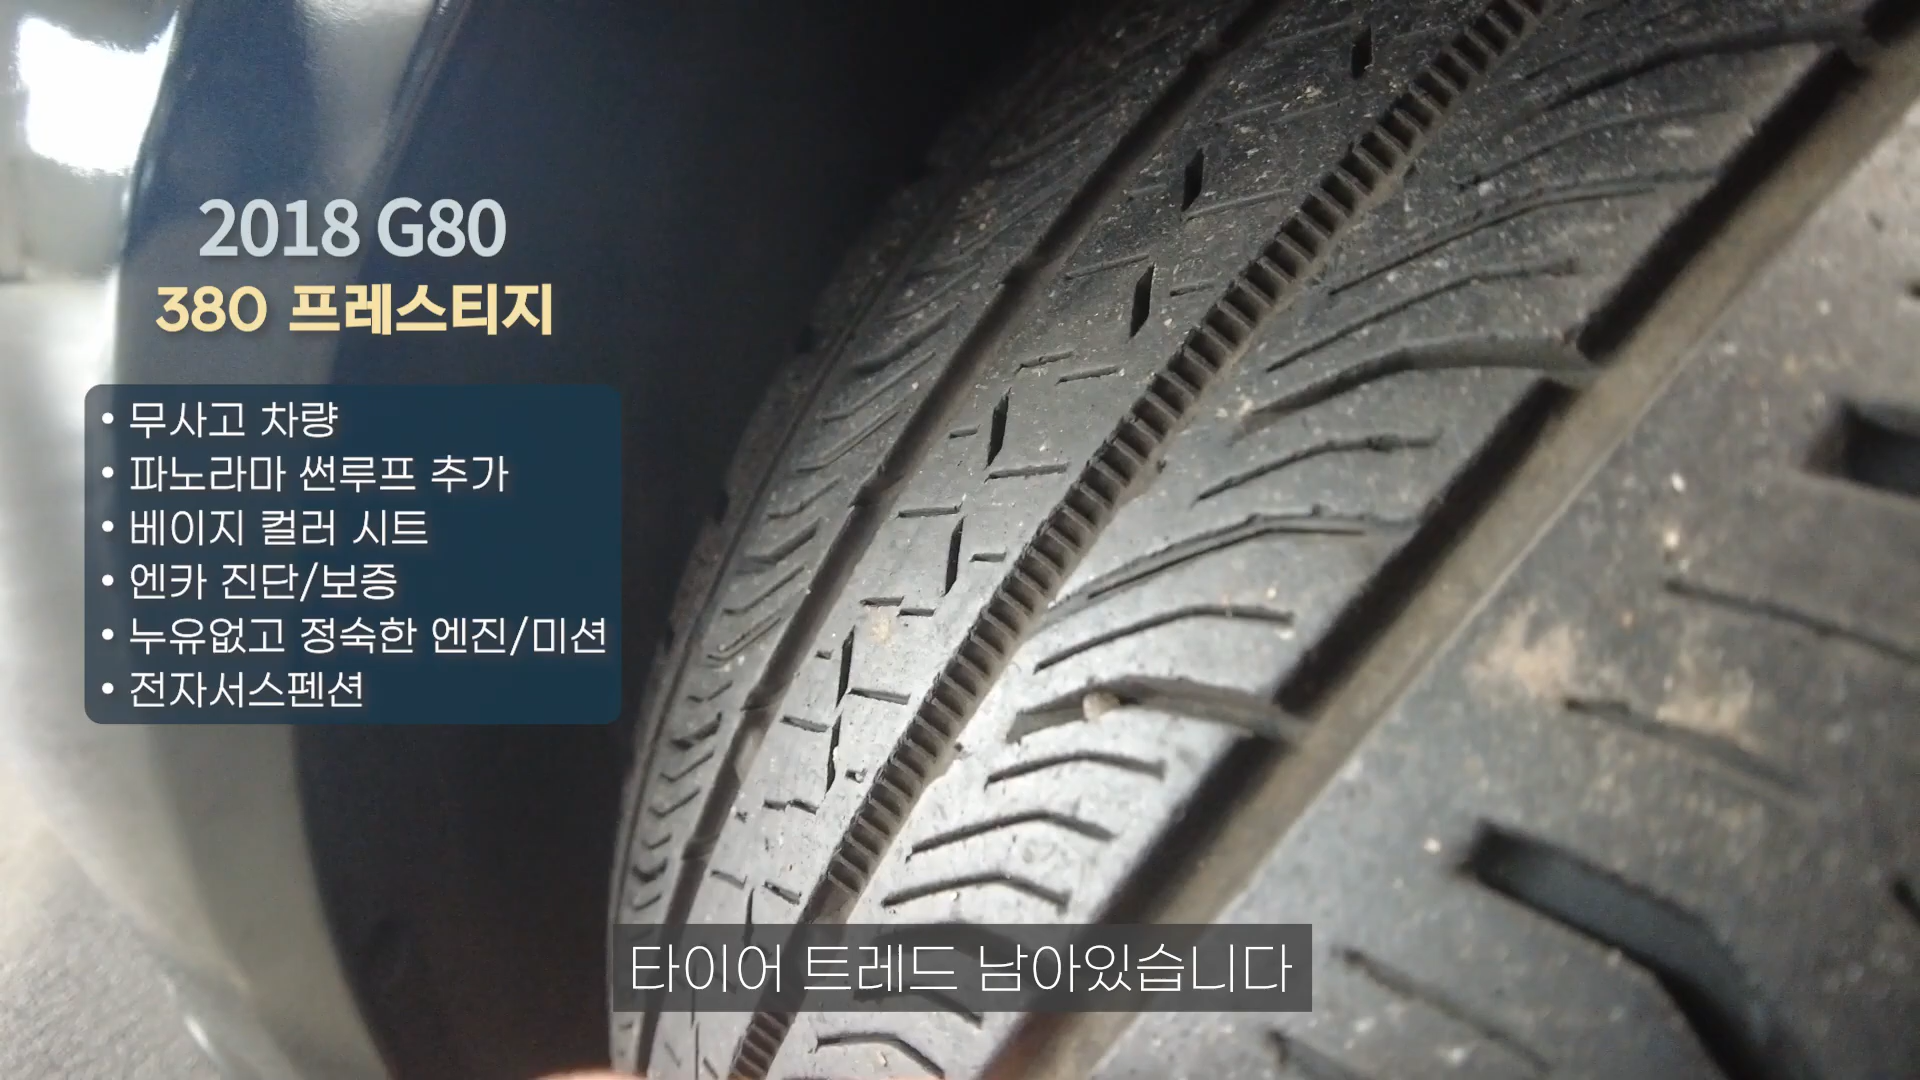 2018 G80
380 프레스티지
• 무사고 차량
• 파노라마 썬루프 추가
• 베이지 컬러 시트
• 엔카 진단/보증
• 누유없고 정숙한 엔진/미션
• 전자서스펜션
타이어 트레드 남아있습니다